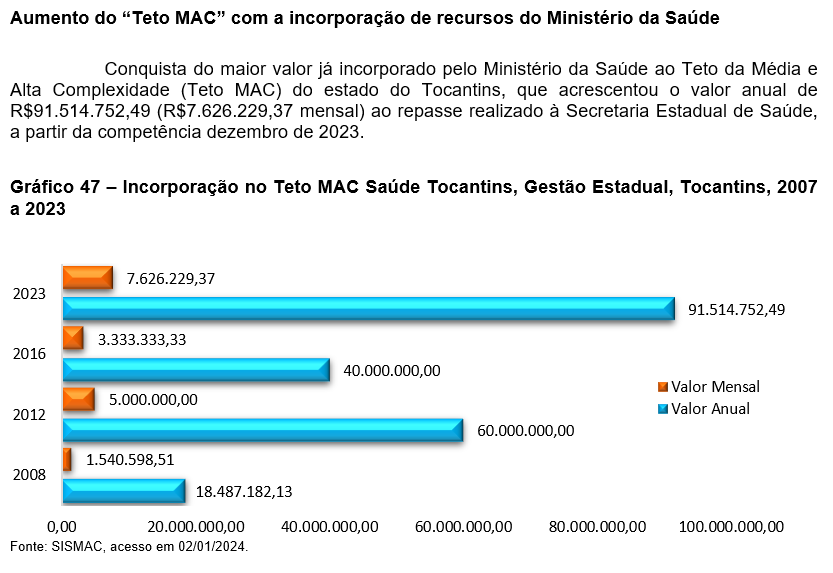 Aumento do “Teto MAC” com a incorporação de recursos do Ministério da Saúde
Conquista do maior valor já incorporado pelo Ministério da Saúde ao Teto da Média e
Alta Complexidade (Teto MAC) do estado do Tocantins, que acrescentou o valor anual de
R$91.514.752,49 (R$7.626.229,37 mensal) ao repasse realizado à Secretaria Estadual de Saúde,
a partir da competência dezembro de 2023.
Gráfico 47 – Incorporação no Teto MAC Saúde Tocantins, Gestão Estadual, Tocantins, 2007
a 2023
7.626.229,37
2023
91.514.752,49
3.333.333,33
2016
40.000.000,00
Valor Mensal
5.000.000,00
Valor Anual
2012
60.000.000,00
1.540.598,51
2008
18.487.182,13
0,00 20.000.000,00 40.000.000,00 60.000.000,00 80.000.000,00 100.000.000,00
Fonte: SISMAC, acesso em 02/01/2024.